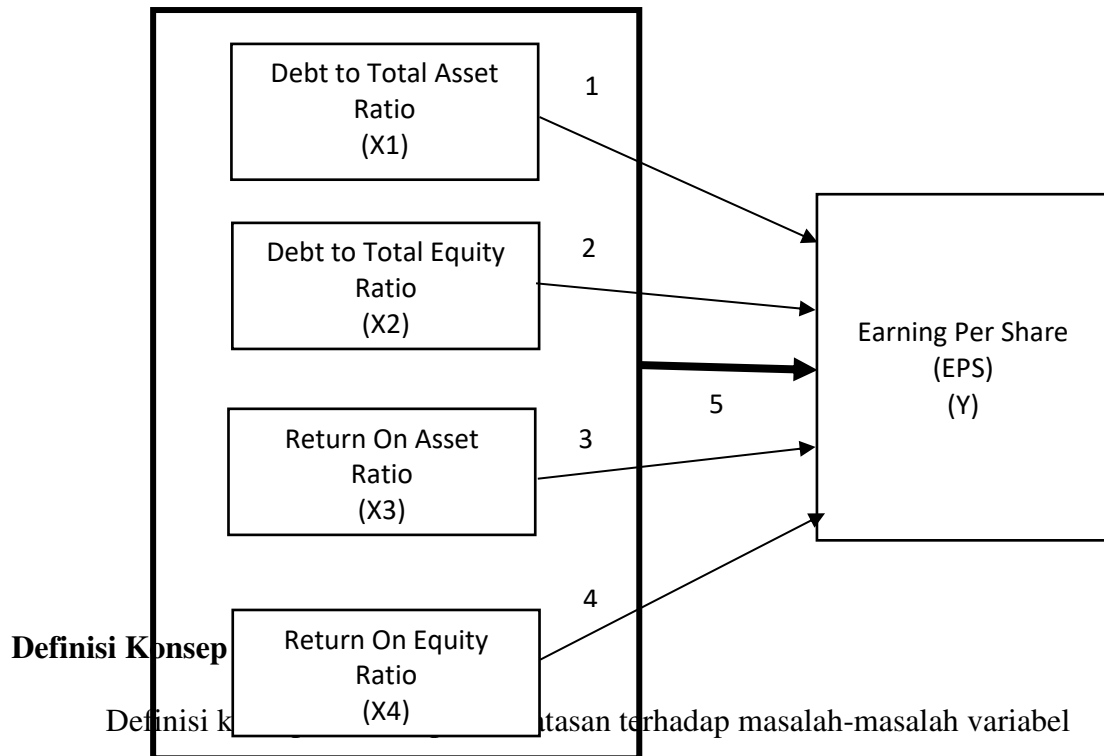 Debt to Total Asset
Ratio
(X1)
1
Debt to Total Equity
Ratio
(X2)
2
Earning Per Share
(EPS)
(Y)
5
Return On Asset
Ratio
(X3)
3
4
Return On Equity
Ratio
(X4)
Definisi Konsep
Definisi atasan terhadap masalah-masalah variabel